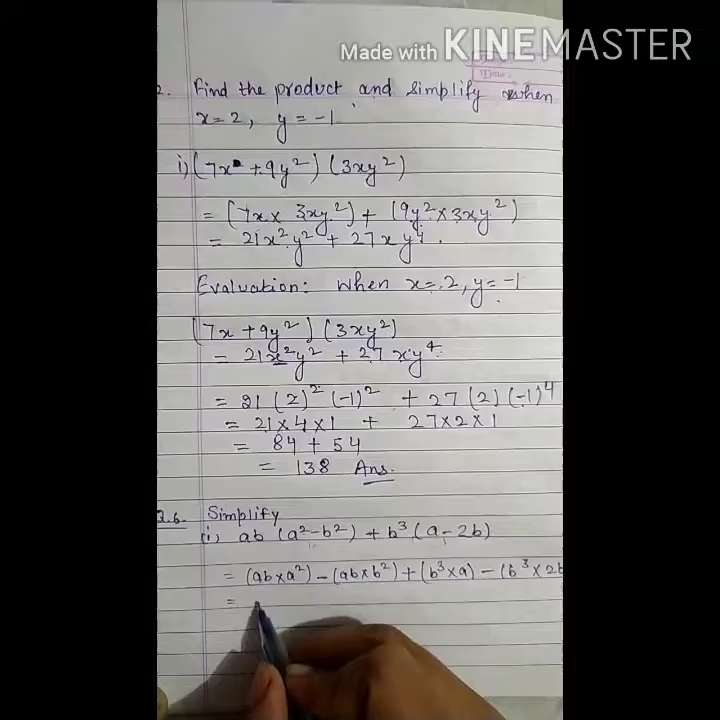 Made with KINEMASTER
Date.
2. Find the product and simplify when
x=2, y=-1
i) (7x + 9y²) (3xy²)
= (7x × 3xy²) + (9y² × 3xy²)
= 21x²y² + 27xy⁴.
Evaluation: when x=2, y=-1
(7x + 9y²) (3xy²)
= 21x²y² + 27xy⁴
= 21 (2)² (-1)² + 27 (2) (-1)⁴
= 21×4×1 + 27×2×1
= 84 + 54
= 138 Ans.
Q.6. Simplify
(i) ab (a²-b²) + b³ (a-2b)
= (ab×a²) - (ab×b²) + (b³×a) - (b³×2b
=